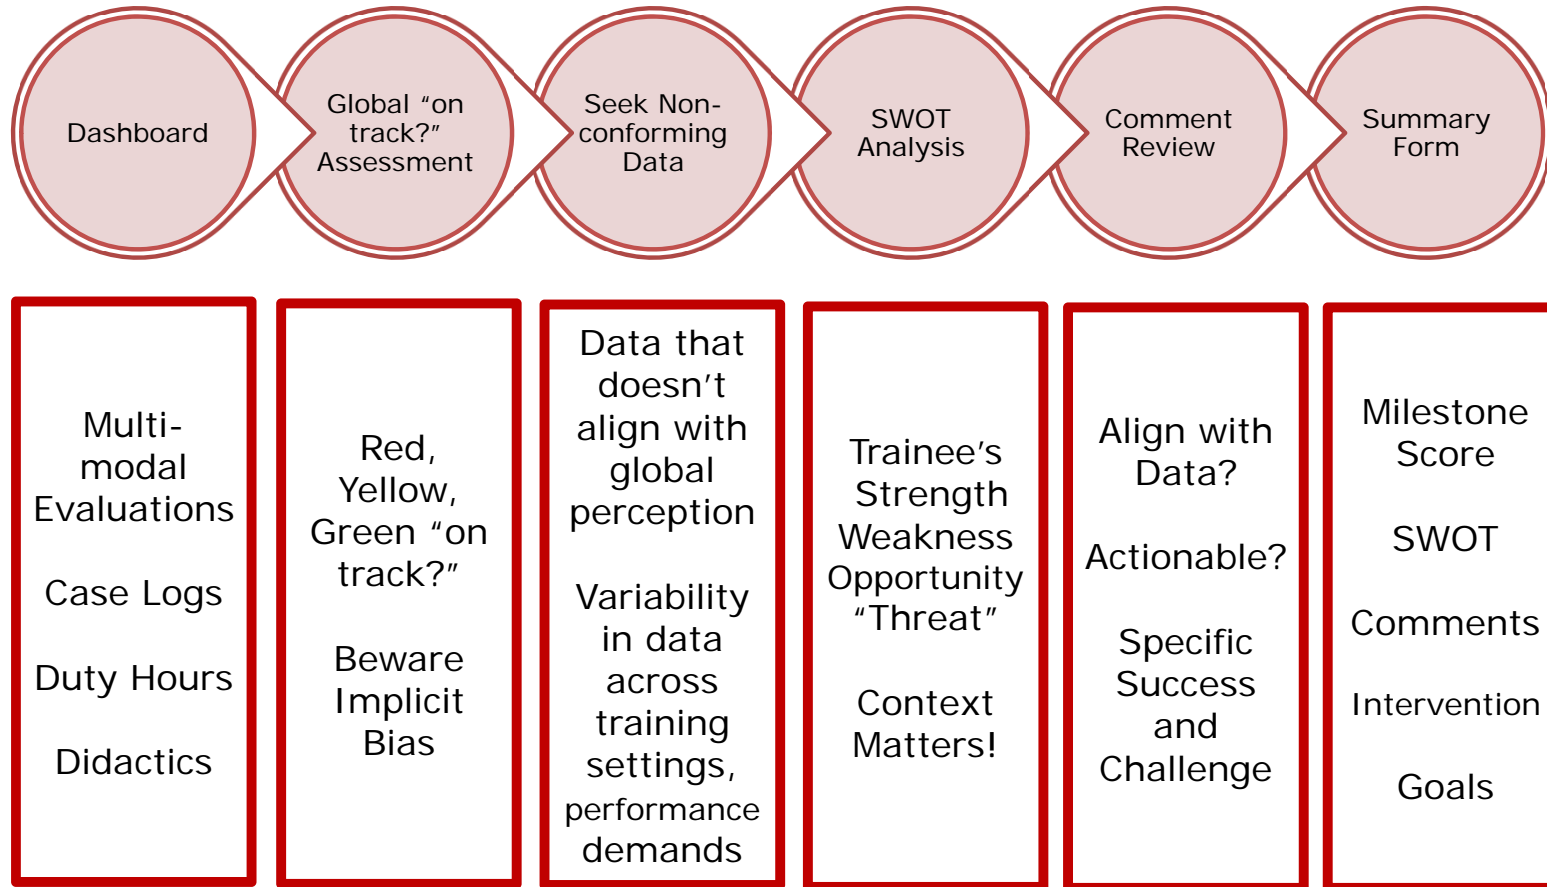 Dashboard
Global “on
track?”
Assessment
Seek Non-
conforming
Data
SWOT
Analysis
Comment
Review
Summary
Form
Multi-
modal
Evaluations
Case Logs
Duty Hours
Didactics
Red,
Yellow,
Green “on
track?”
Beware
Implicit
Bias
Data that
doesn’t
align with
global
perception
Variability
in data
across
training
settings,
performance
demands
Trainee’s
Strength
Weakness
Opportunity
“Threat”
Context
Matters!
Align with
Data?
Actionable?
Specific
Success
and
Challenge
Milestone
Score
SWOT
Comments
Intervention
Goals